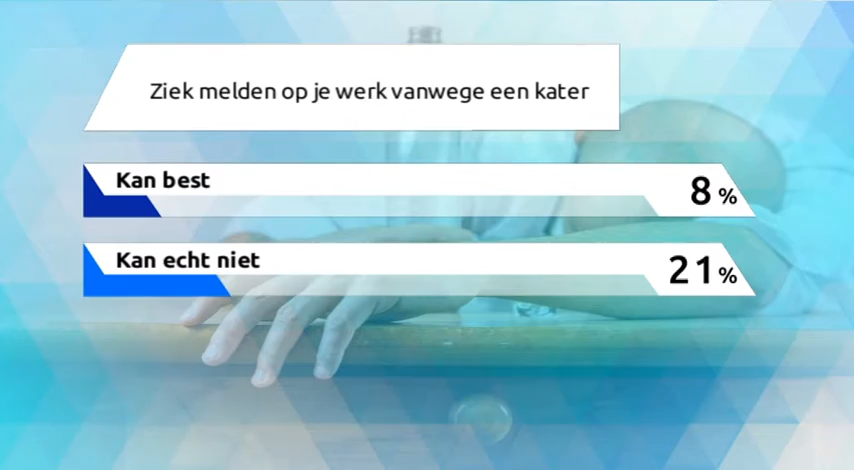 Ziek melden op je werk vanwege een kater
Kan best
8 %
Kan echt niet
21%